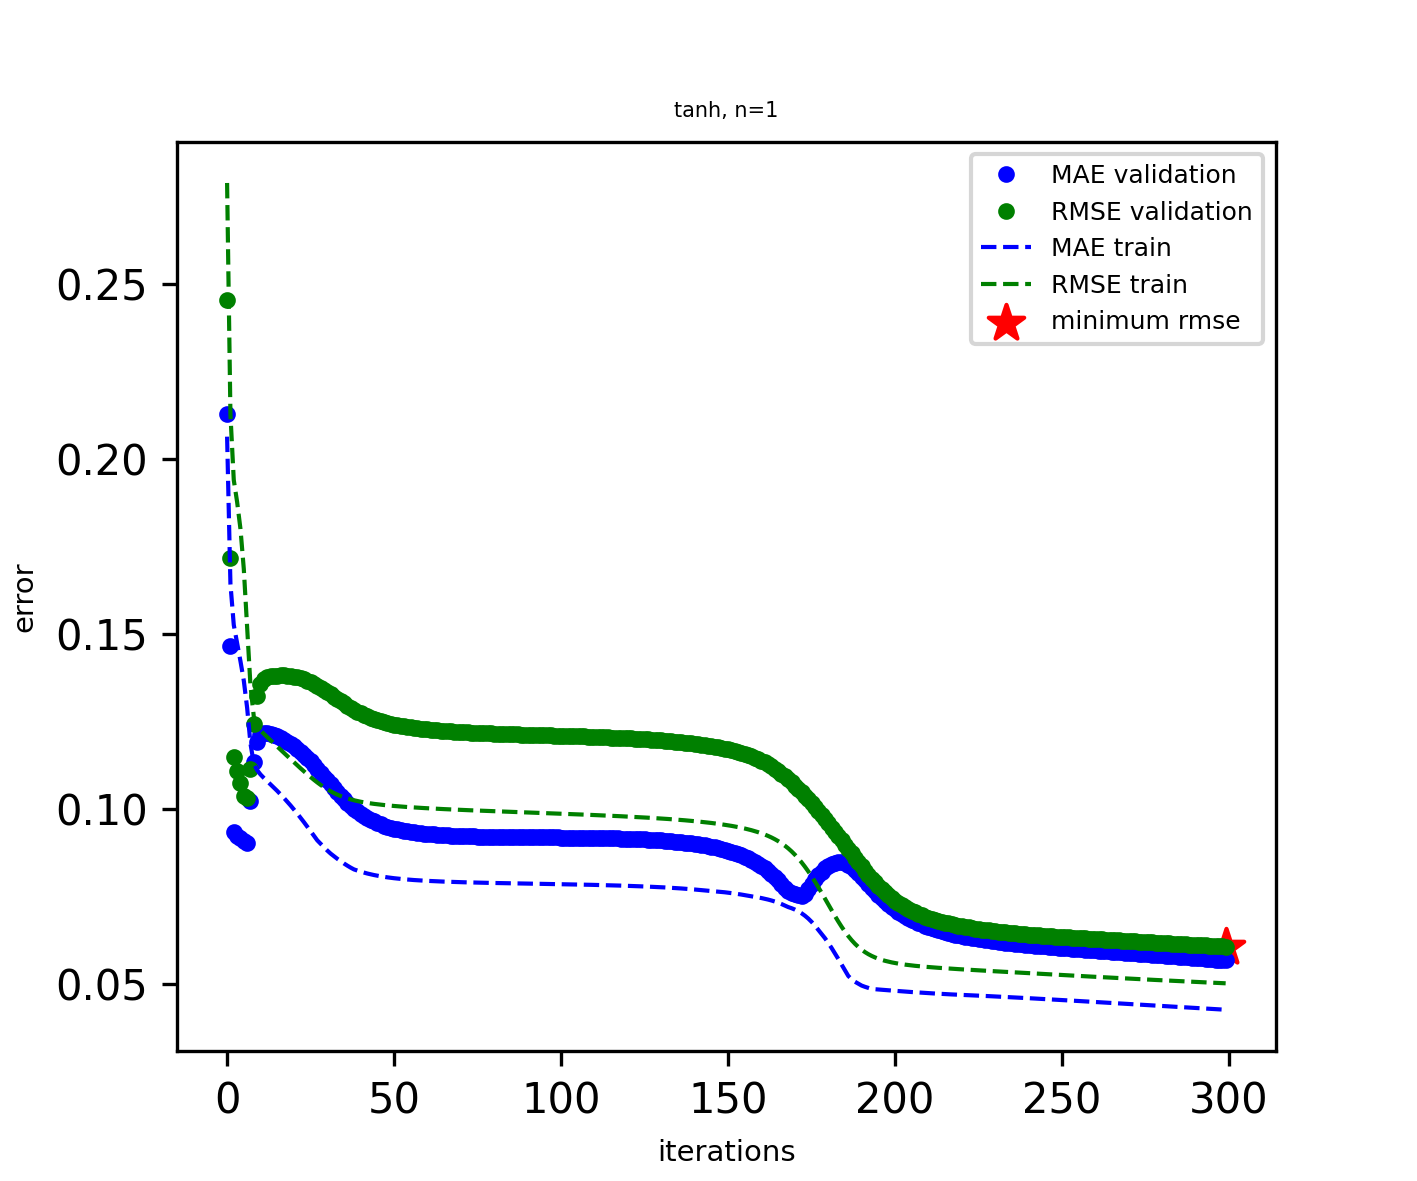 tanh, n=1
MAE validation
RMSE validation
MAE train
RMSE train
minimum rmse
error
0.25
0.20
0.15
0.10
0.05
0 50 100 150 200 250 300
iterations